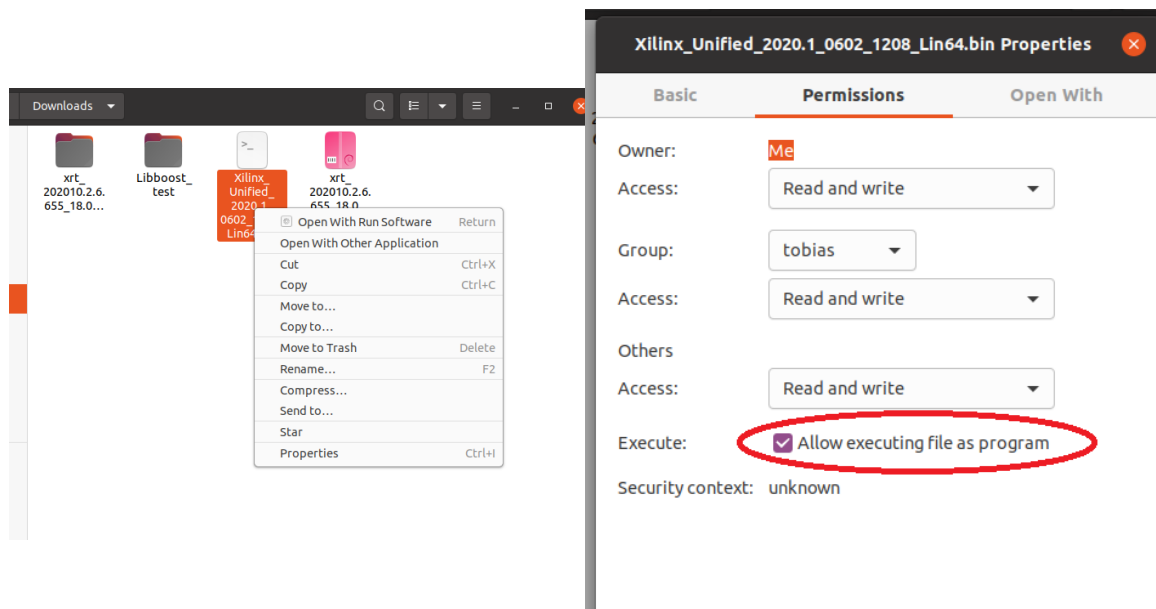 Downloads
xrt_
202010.2.6.
655_18.0...
Libboost_
test
Xilinx_
Unified_
2020.1_
0602_
Lin64
xrt_
202010.2.6.
655_18.0
Open With Run Software Return
Open With Other Application
Cut Ctrl+X
Copy Ctrl+C
Move to...
Copy to...
Move to Trash Delete
Rename... F2
Compress...
Send to...
Star
Properties Ctrl+I
Xilinx_Unified_2020.1_0602_1208_Lin64.bin Properties
Basic Permissions Open With
Owner: Me
Access: Read and write
Group: tobias
Access: Read and write
Others
Access: Read and write
Execute: Allow executing file as program
Security context: unknown